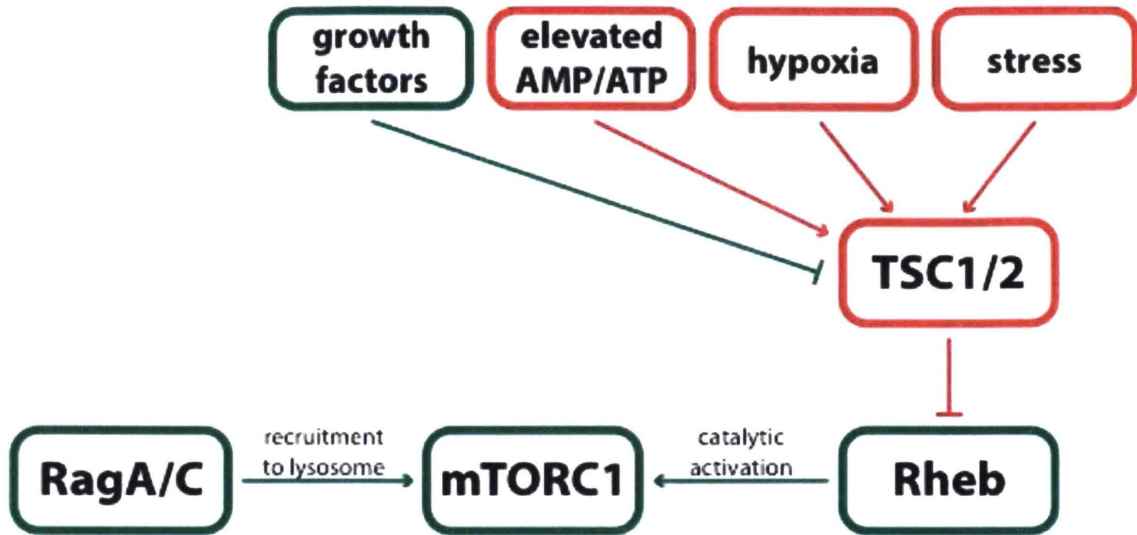 growth
factors
elevated
AMP/ATP
hypoxia
stress
TSC1/2
RagA/C
recruitment
to lysosome
mTORC1
catalytic
activation
Rheb